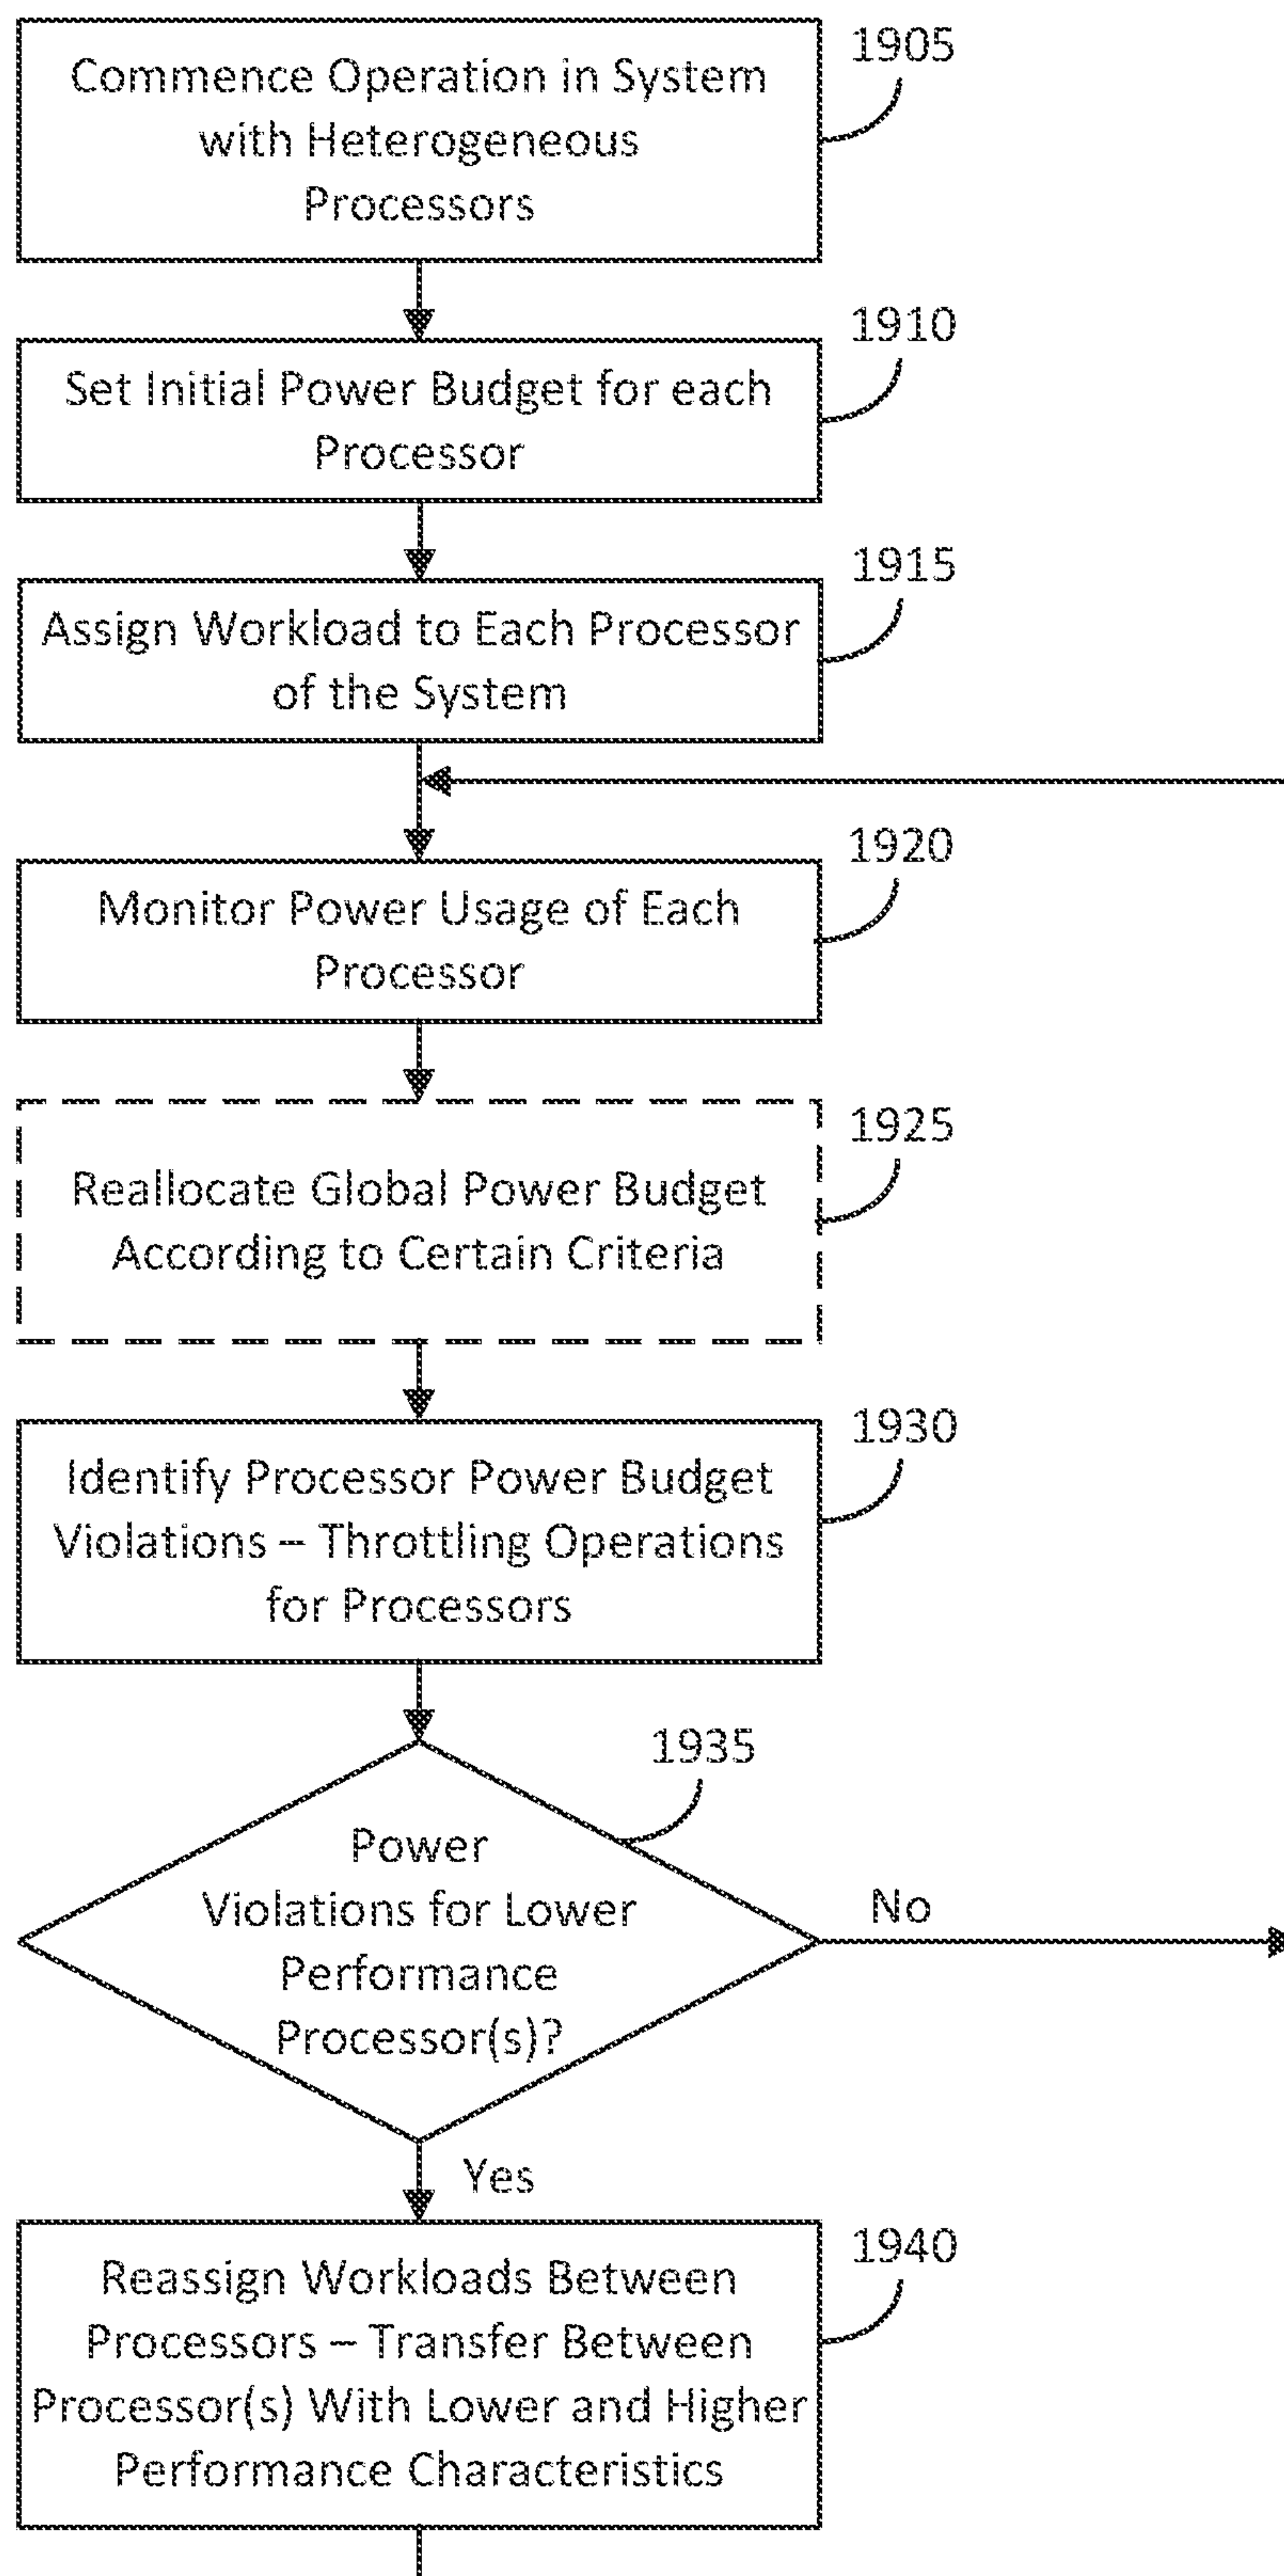 1905
Commence Operation in System
with Heterogeneous
Processors
1910
Set Initial Power Budget for each
Processor
1915
Assign Workload to Each Processor
of the System
1920
Monitor Power Usage of Each
Processor
1925
Reallocate Global Power Budget
According to Certain Criteria
1930
Identify Processor Power Budget
Violations – Throttling Operations
for Processors
1935
Power
Violations for Lower
Performance
Processor(s)?
No
Yes
1940
Reassign Workloads Between
Processors – Transfer Between
Processor(s) With Lower and Higher
Performance Characteristics